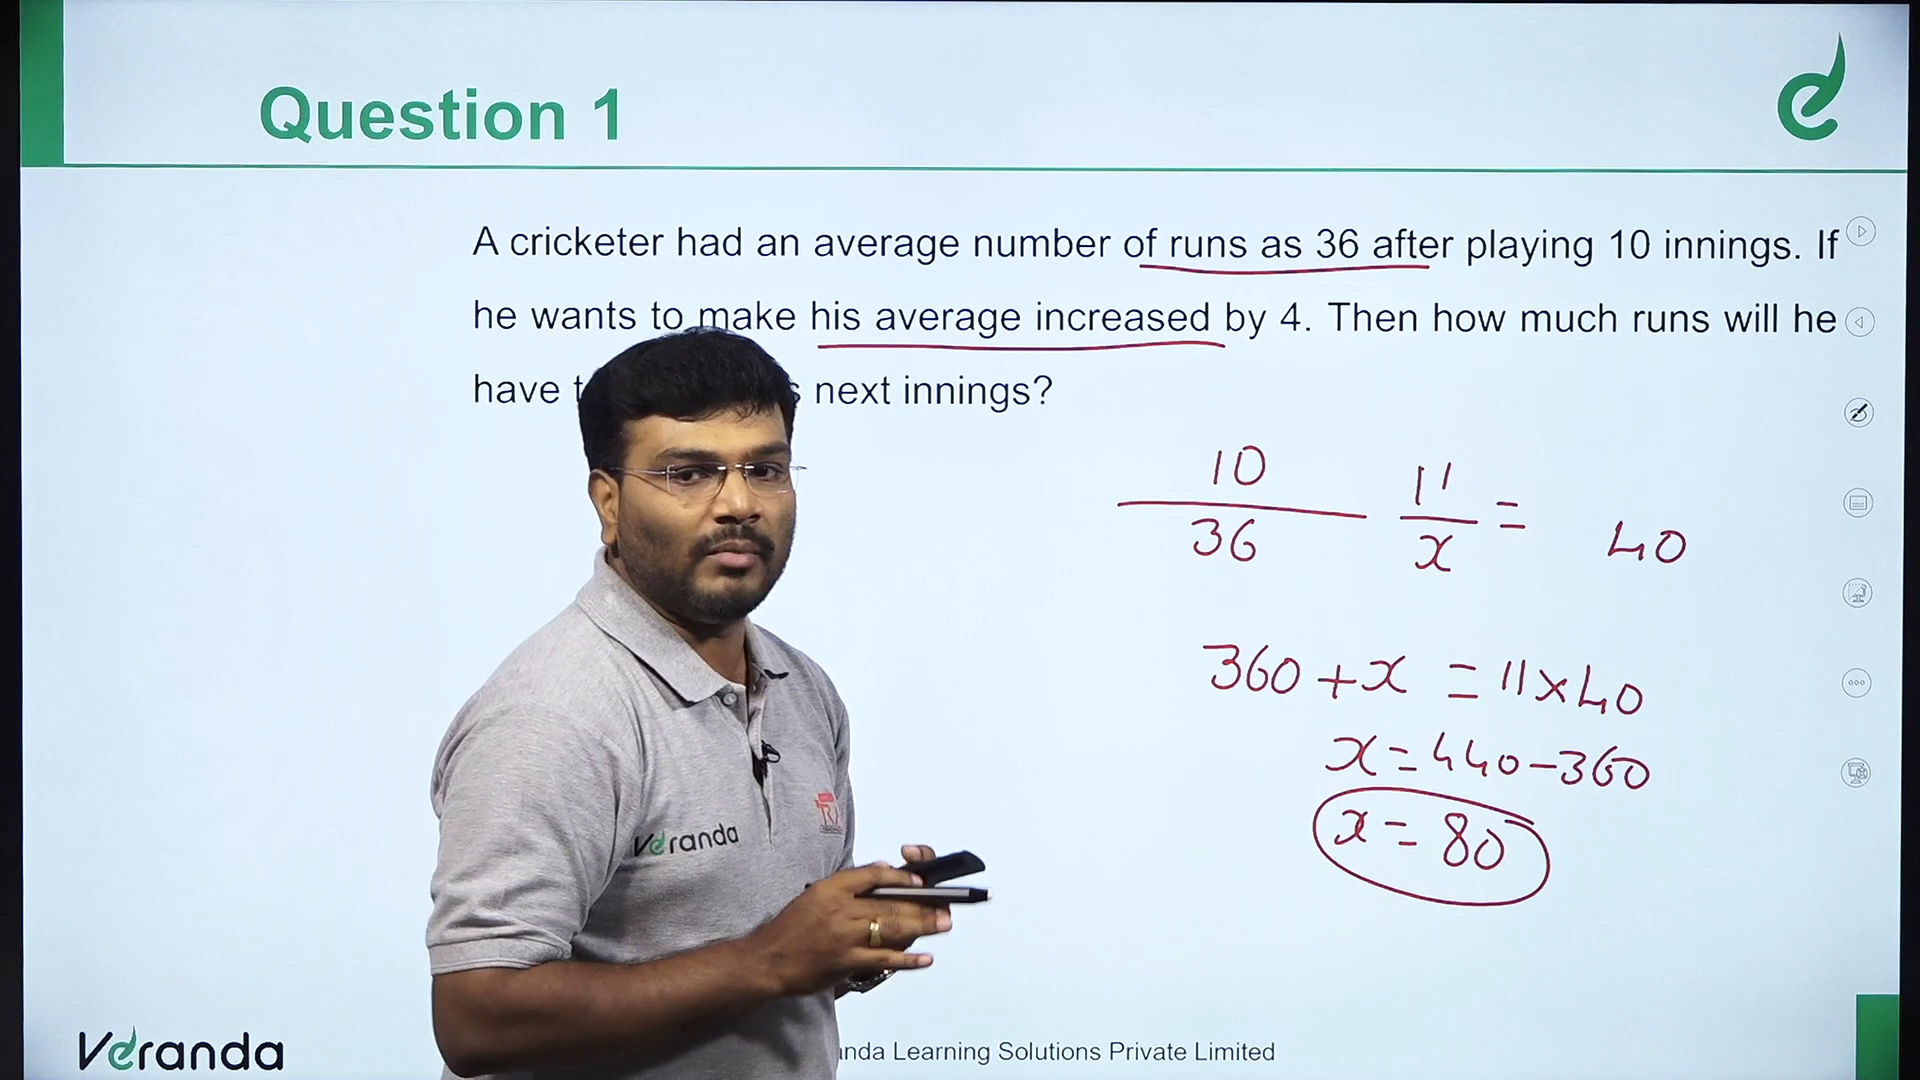 Question 1
A cricketer had an average number of runs as 36 after playing 10 innings. If
he wants to make his average increased by 4. Then how much runs will he
have next innings?
10 11 =
36 x 40
360 + x = 11 x 40
x = 440 - 360
x = 80
Veranda
Veranda
Learning Solutions Private Limited